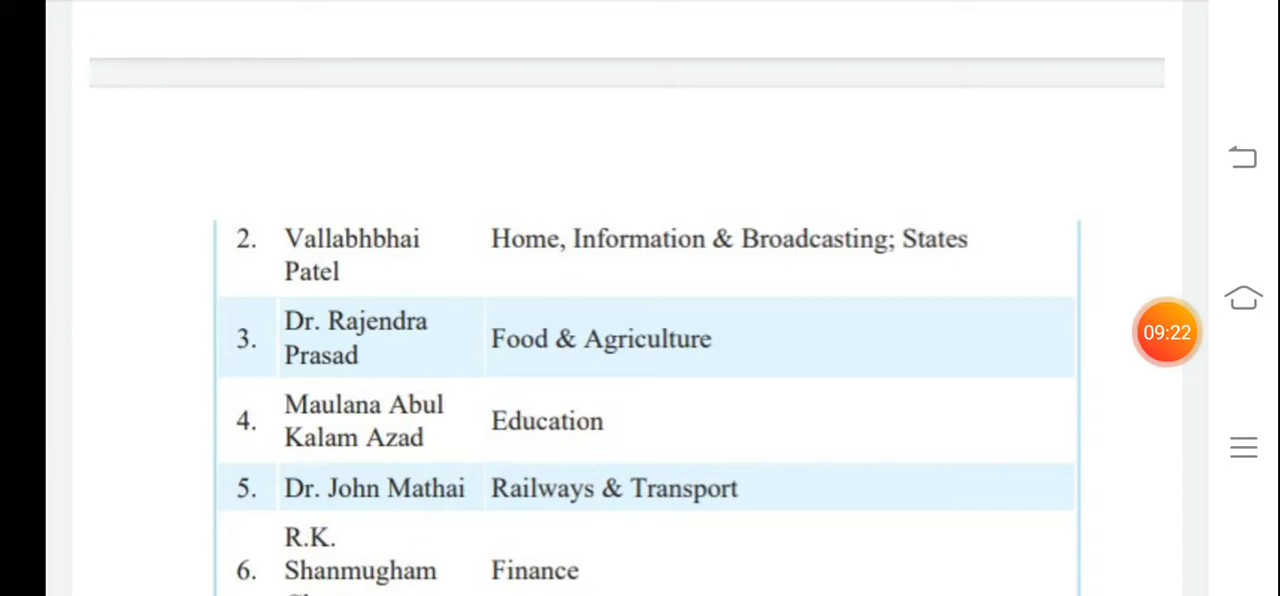 2. Vallabhbhai Patel Home, Information & Broadcasting; States
3. Dr. Rajendra Prasad Food & Agriculture
4. Maulana Abul Kalam Azad Education
5. Dr. John Mathai Railways & Transport
6. R.K. Shanmugham Finance
09:22